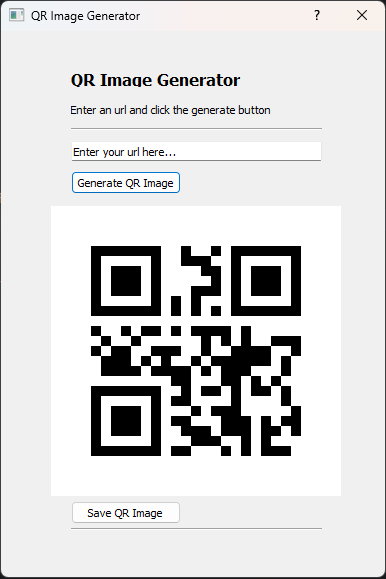 QR Image Generator
?
QR Image Generator
Enter an url and click the generate button
Enter your url here...
Generate QR Image
Save QR Image